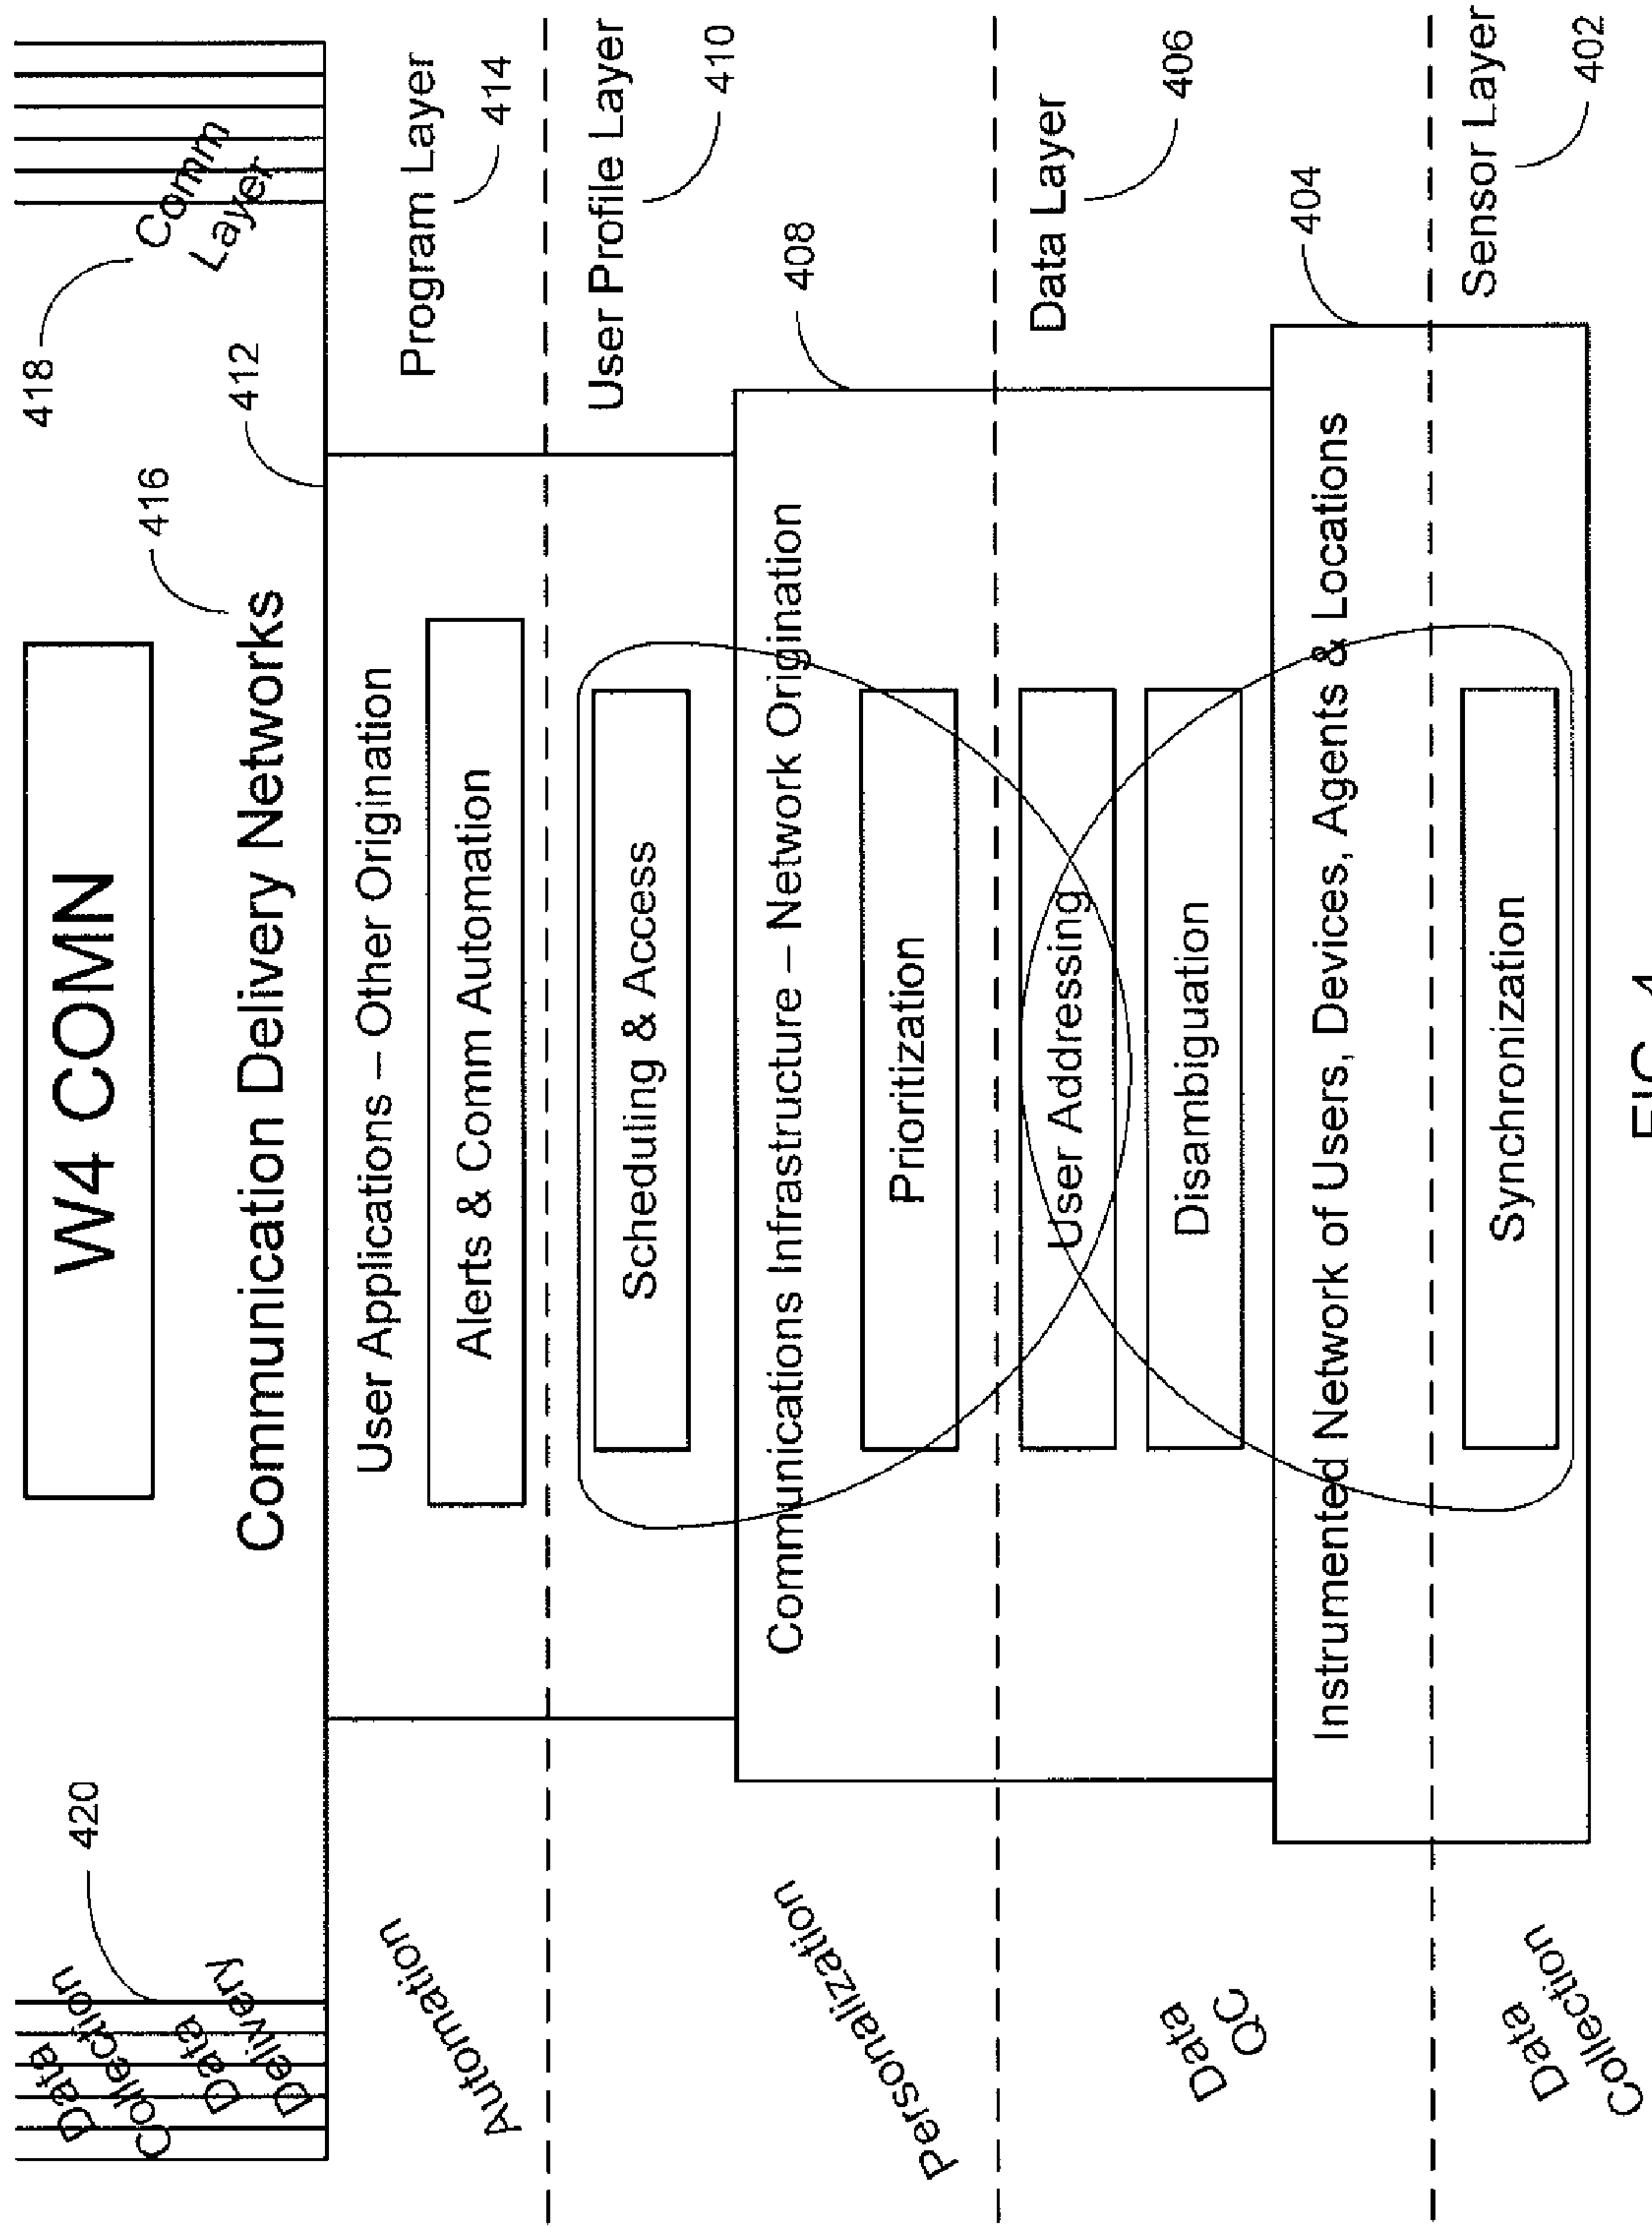 W4 COMN
418
Comm
Layer
420
Data
Collection
Data
Delivery
416
412
Communication Delivery Networks
User Applications – Other Origination
Program Layer
414
Automation
Alerts & Comm Automation
User Profile Layer
410
Scheduling & Access
408
Communications Infrastructure – Network Origination
Personalization
Prioritization
Data Layer
406
User Addressing
Data
QC
Disambiguation
404
Instrumented Network of Users, Devices, Agents & Locations
Sensor Layer
402
Data
Collection
Synchronization